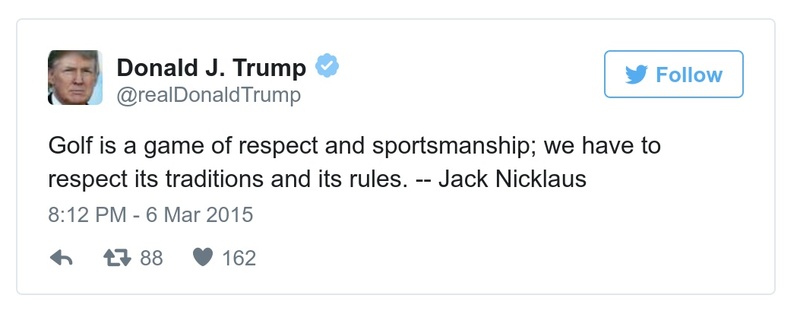 Donald J. Trump
@realDonaldTrump
Follow
Golf is a game of respect and sportsmanship; we have to
respect its traditions and its rules. -- Jack Nicklaus
8:12 PM - 6 Mar 2015
88 162